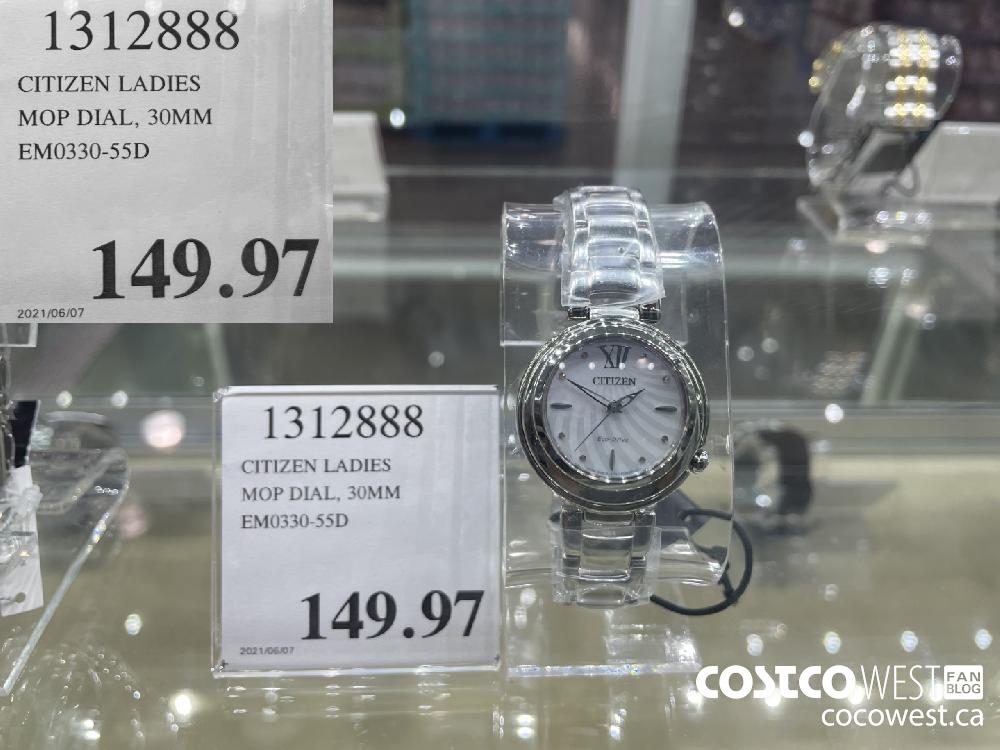 1312888
CITIZEN LADIES
MOP DIAL, 30MM
EM0330-55D
149.97
2021/06/07
XII
CITIZEN
Eco-Drive
1312888
CITIZEN LADIES
MOP DIAL, 30MM
EM0330-55D
149.97
2021/06/07
COSTCO WEST FAN BLOG
cocowest.ca